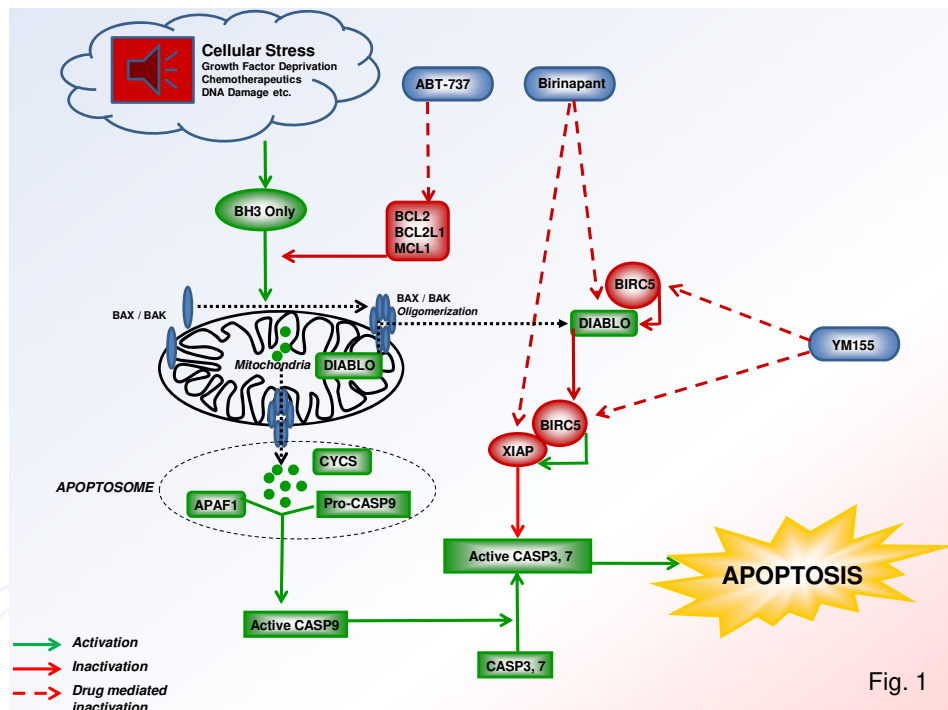 Cellular Stress
Growth Factor Deprivation
Chemotherapeutics
DNA Damage etc.
ABT-737
Birinapant
BH3 Only
BCL2
BCL2L1
MCL1
BIRC5
BAX / BAK
BAX / BAK
Oligomerization
DIABLO
YM155
Mitochondria
DIABLO
BIRC5
XIAP
CYCS
APOPTOSOME
APAF1
Pro-CASP9
Active CASP3, 7
APOPTOSIS
Active CASP9
CASP3, 7
Activation
Inactivation
Drug mediated
inactivation
Fig. 1